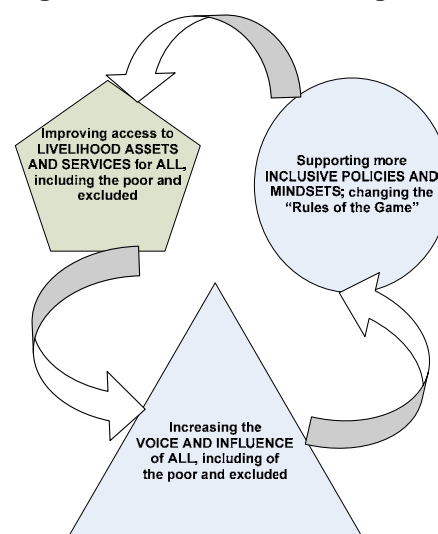 Improving access to
LIVELIHOOD ASSETS
AND SERVICES for ALL,
including the poor and
excluded
Supporting more
INCLUSIVE POLICIES AND
MINDSETS; changing the
“Rules of the Game”
Increasing the
VOICE AND INFLUENCE
of ALL, including of
the poor and excluded